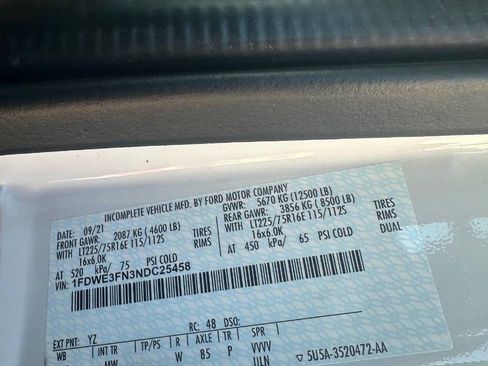 INCOMPLETE VEHICLE MFD. BY FORD MOTOR COMPANY
DATE: 09/21 GVWR: 5670 KG (12500 LB)
FRONT GAWR: 2087 KG (4600 LB) REAR GAWR: 3856 KG ( 8500 LB)
WITH LT225/75R16E 115/112S TIRES WITH LT225/75R16E 115/112S TIRES
16x6.0K RIMS 16x6.0K RIMS
AT 520 kPa/ PSI COLD AT 450 kPa/ 65 PSI COLD DUAL
VIN: 1FDWE3FN3NDC25458
EXT PNT: YZ RC: 48 DSO:
WB INT TR TP/PS R AXLE TR SPR
M W 85 P VVVV ▽ 5U5A-3520472-AA
ULN